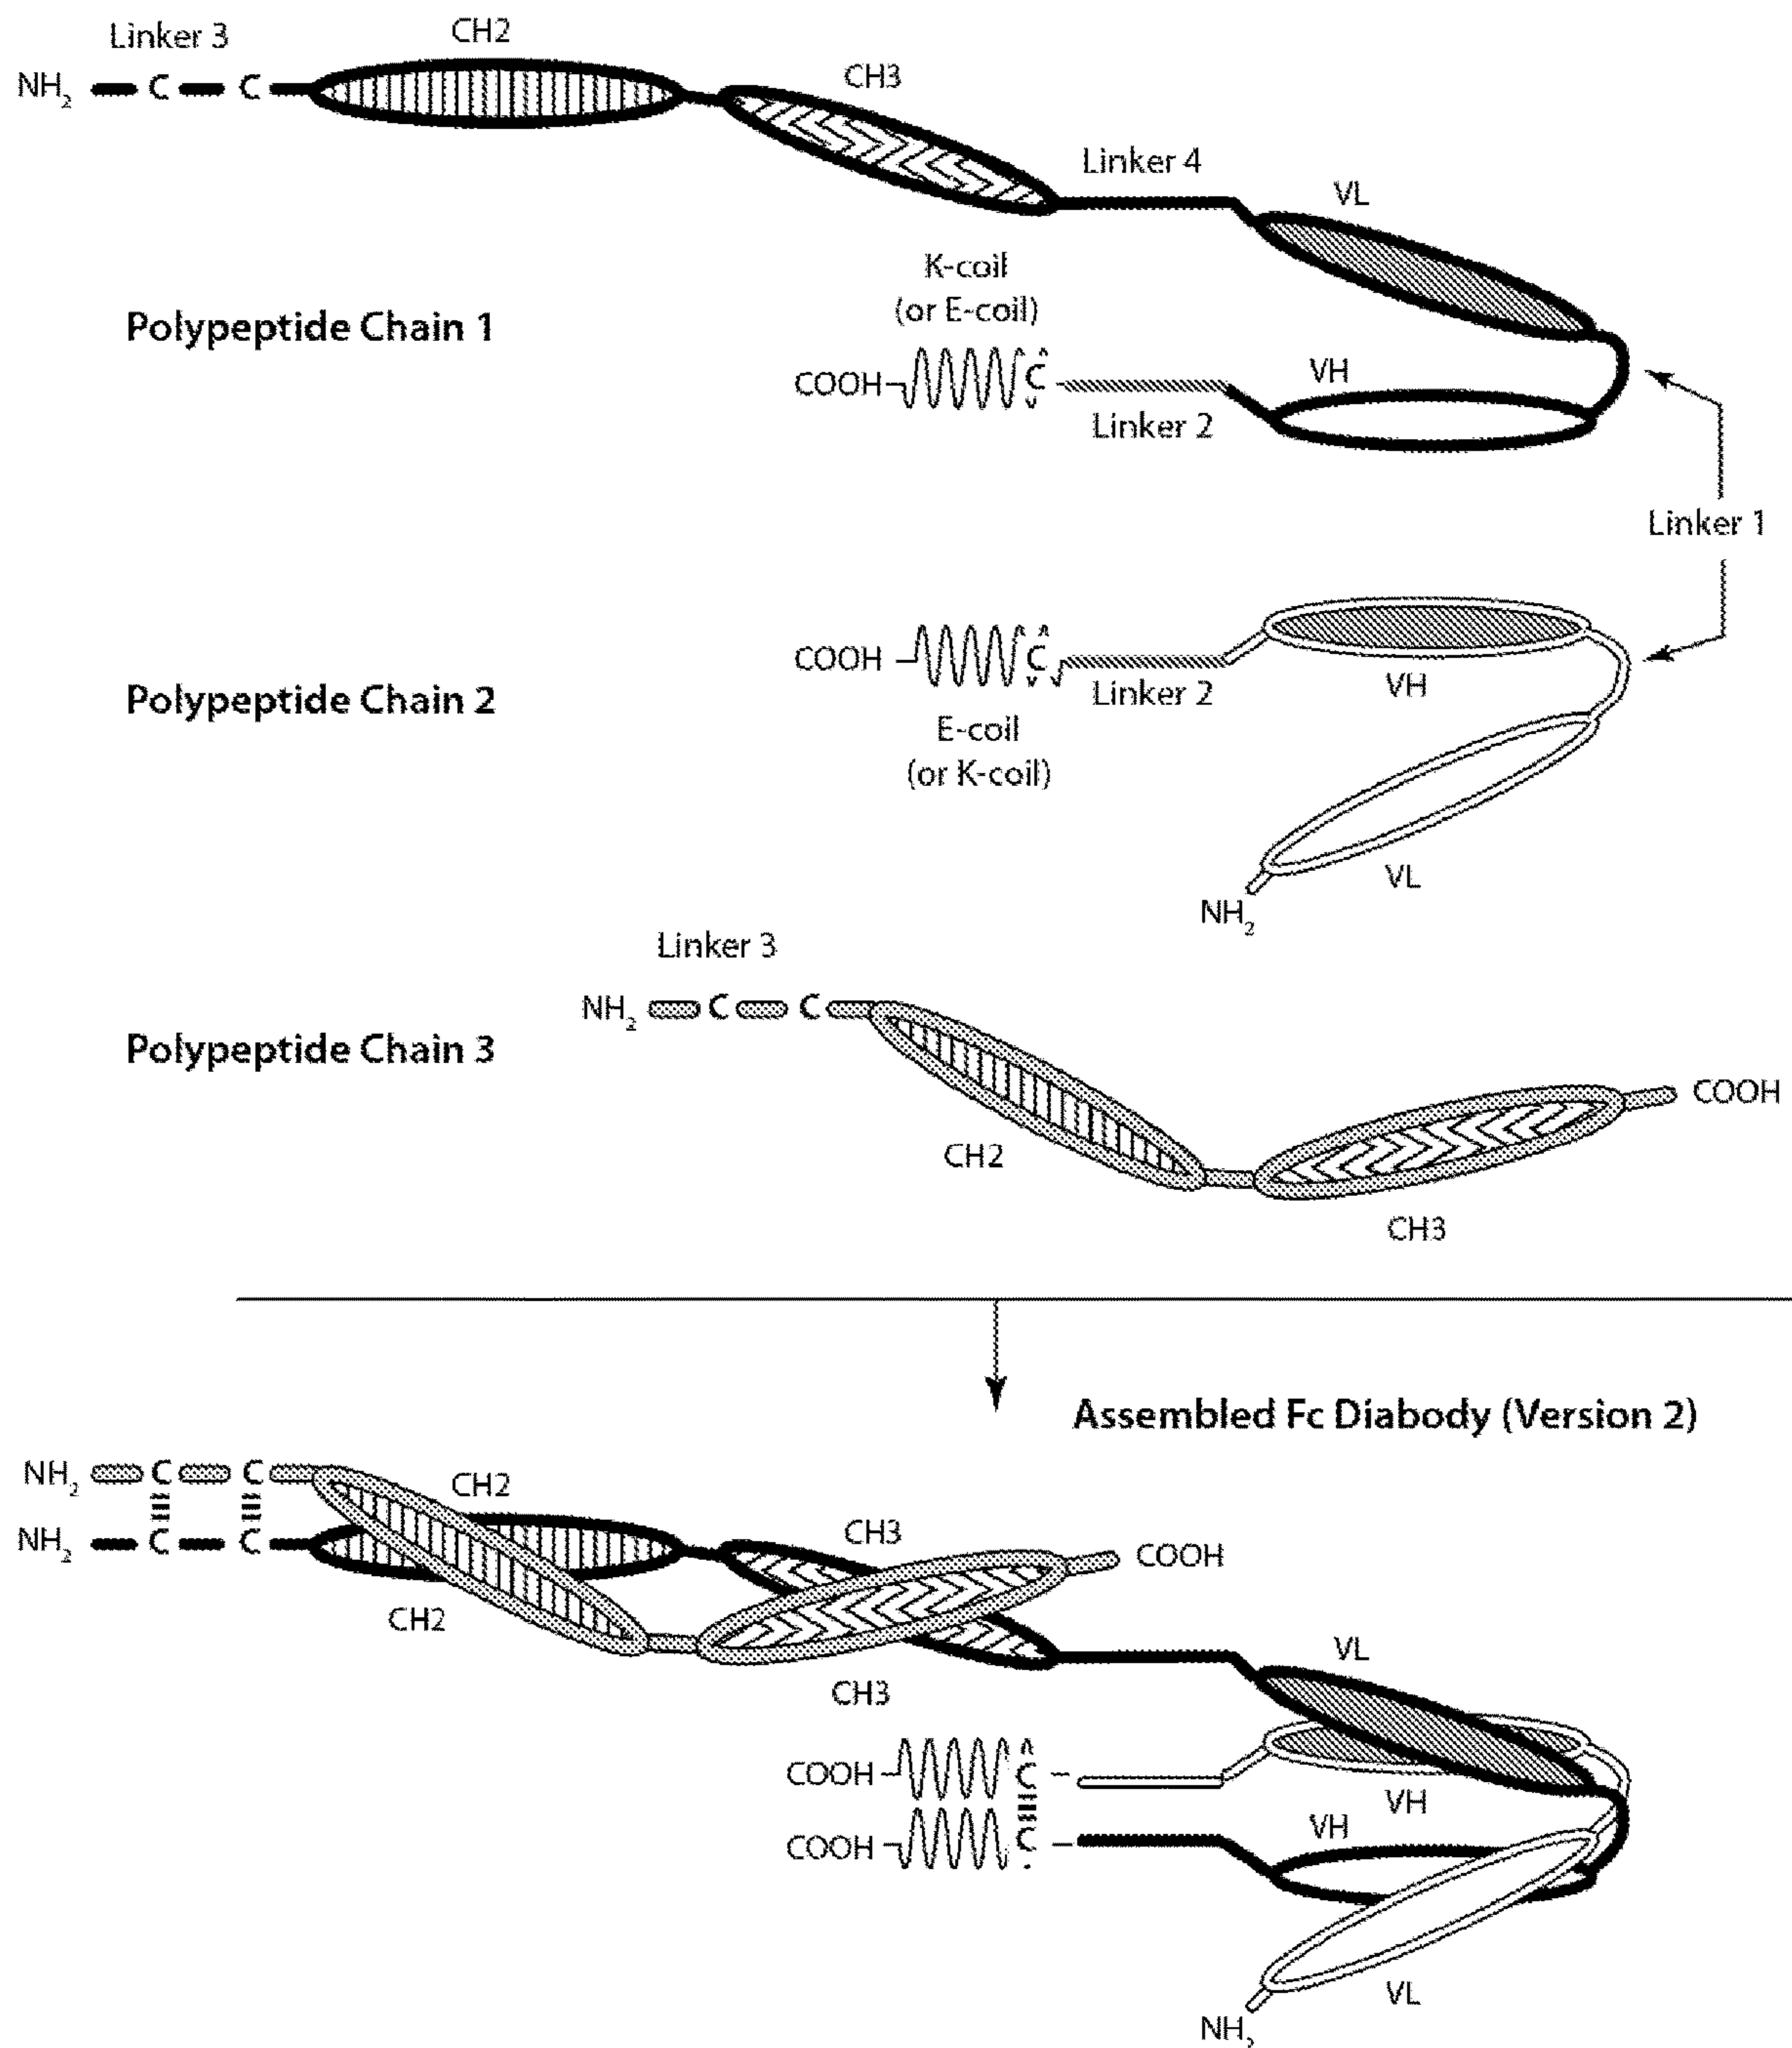 Linker 3
CH2
NH2 C C
CH3
Linker 4
VL
K-coil
(or E-coil)
Polypeptide Chain 1
COOH C
VH
Linker 2
Linker 1
COOH C
Linker 2
VH
Polypeptide Chain 2
E-coil
(or K-coil)
VL
NH2
Linker 3
NH2 C C
Polypeptide Chain 3
COOH
CH2
CH3
Assembled Fc Diabody (Version 2)
NH2 C C
CH2
NH2 C C
CH3
COOH
CH2
VL
CH3
COOH C
VH
VH
COOH C
VL
NH2